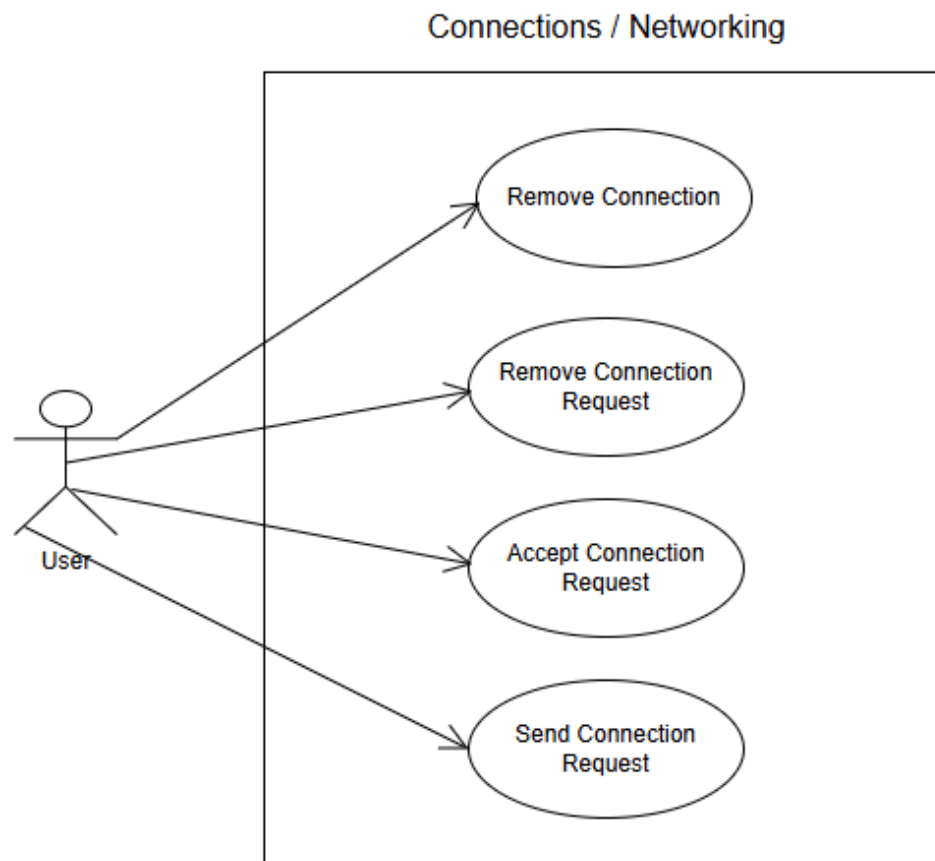 Connections / Networking
Remove Connection
Remove Connection
Request
Accept Connection
Request
User
Send Connection
Request